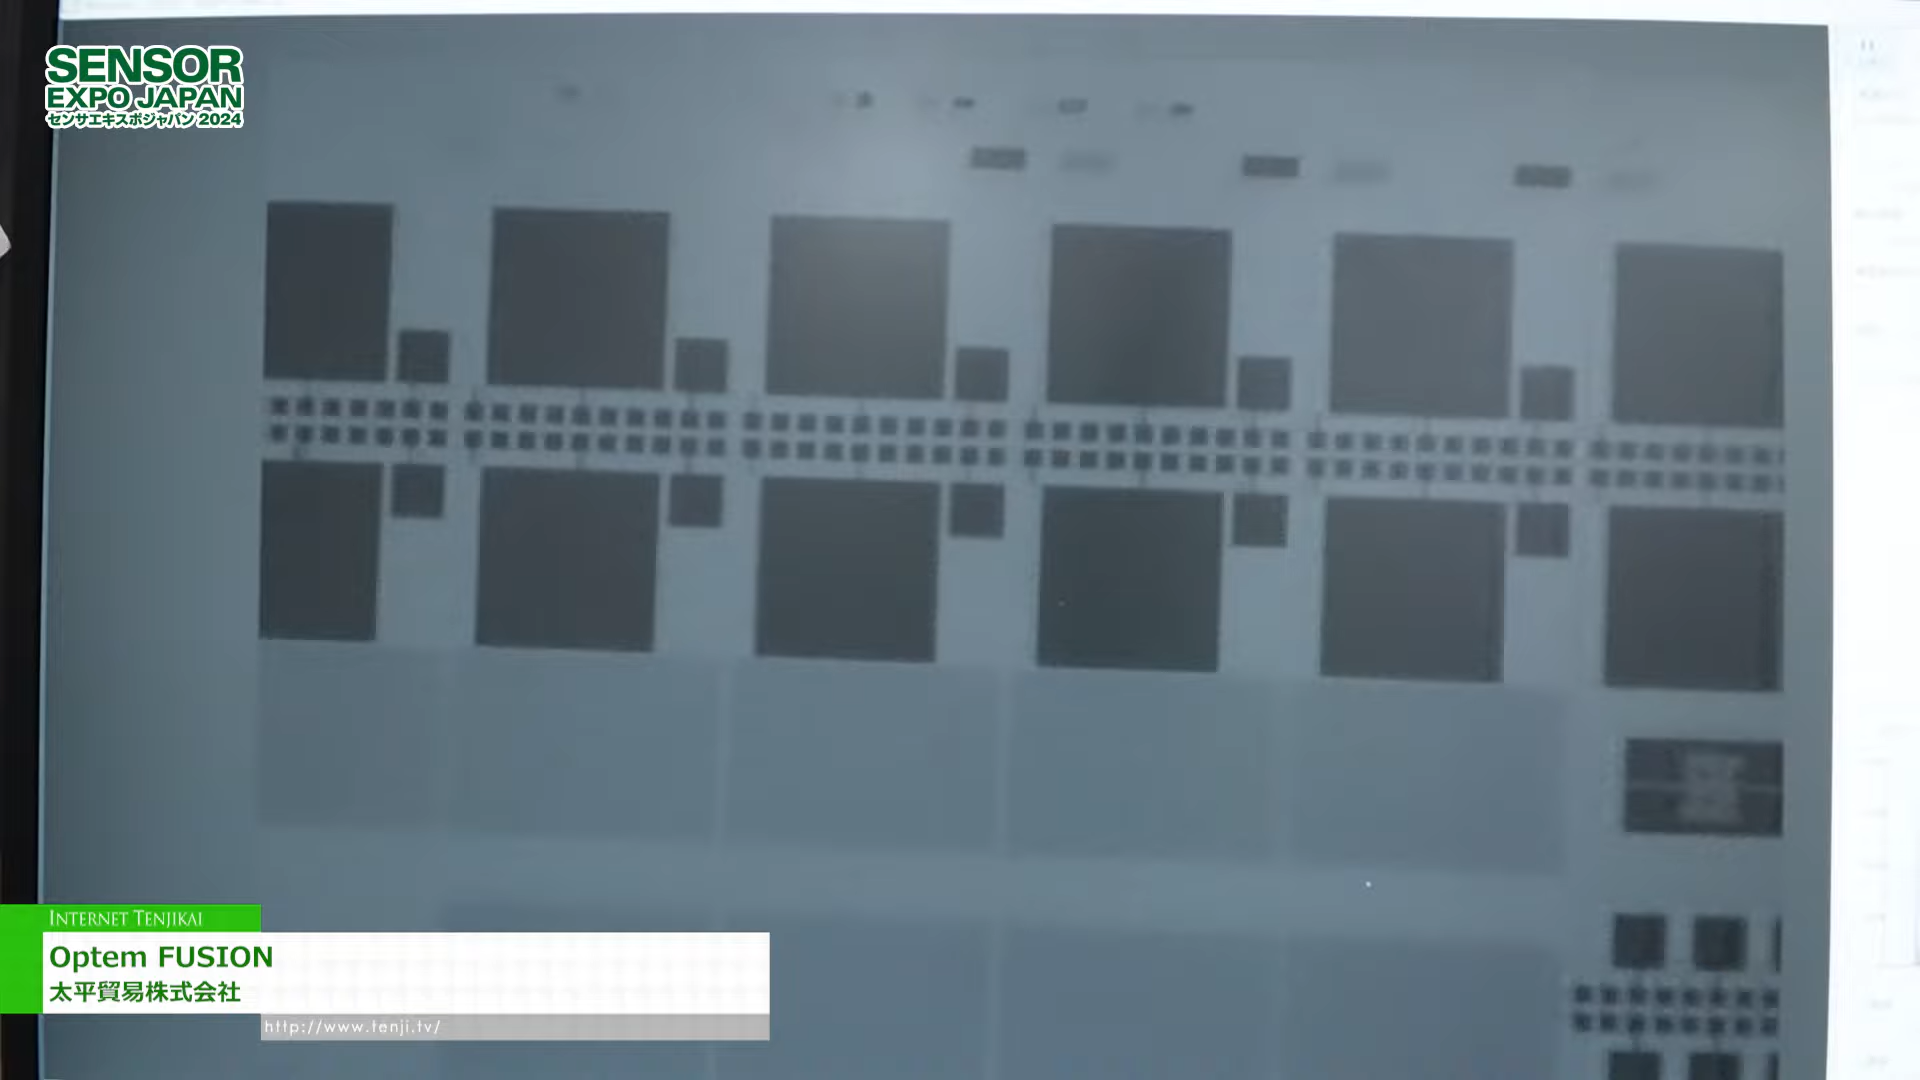 SENSOR
EXPO JAPAN
センサエキスポジャパン 2024
INTERNET TENJIKAI
Optem FUSION
太平貿易株式会社
http://www.tenji.tv/